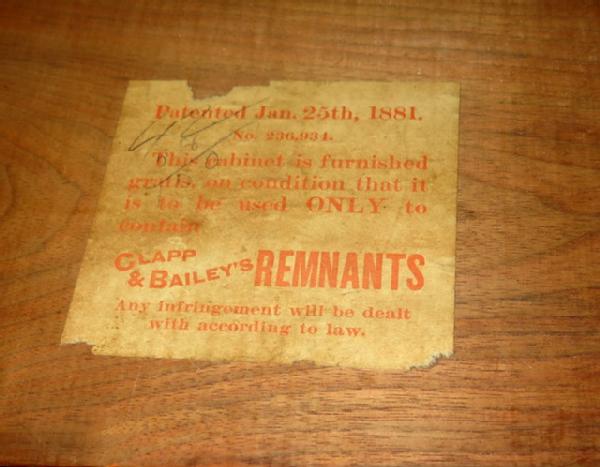 Patented Jan. 25th, 1881.
No. 236,934.
This cabinet is furnished
gratis, on condition that it
is to be used ONLY to
contain
CLAPP
& BAILEY'S REMNANTS
Any infringement will be dealt
with according to law.